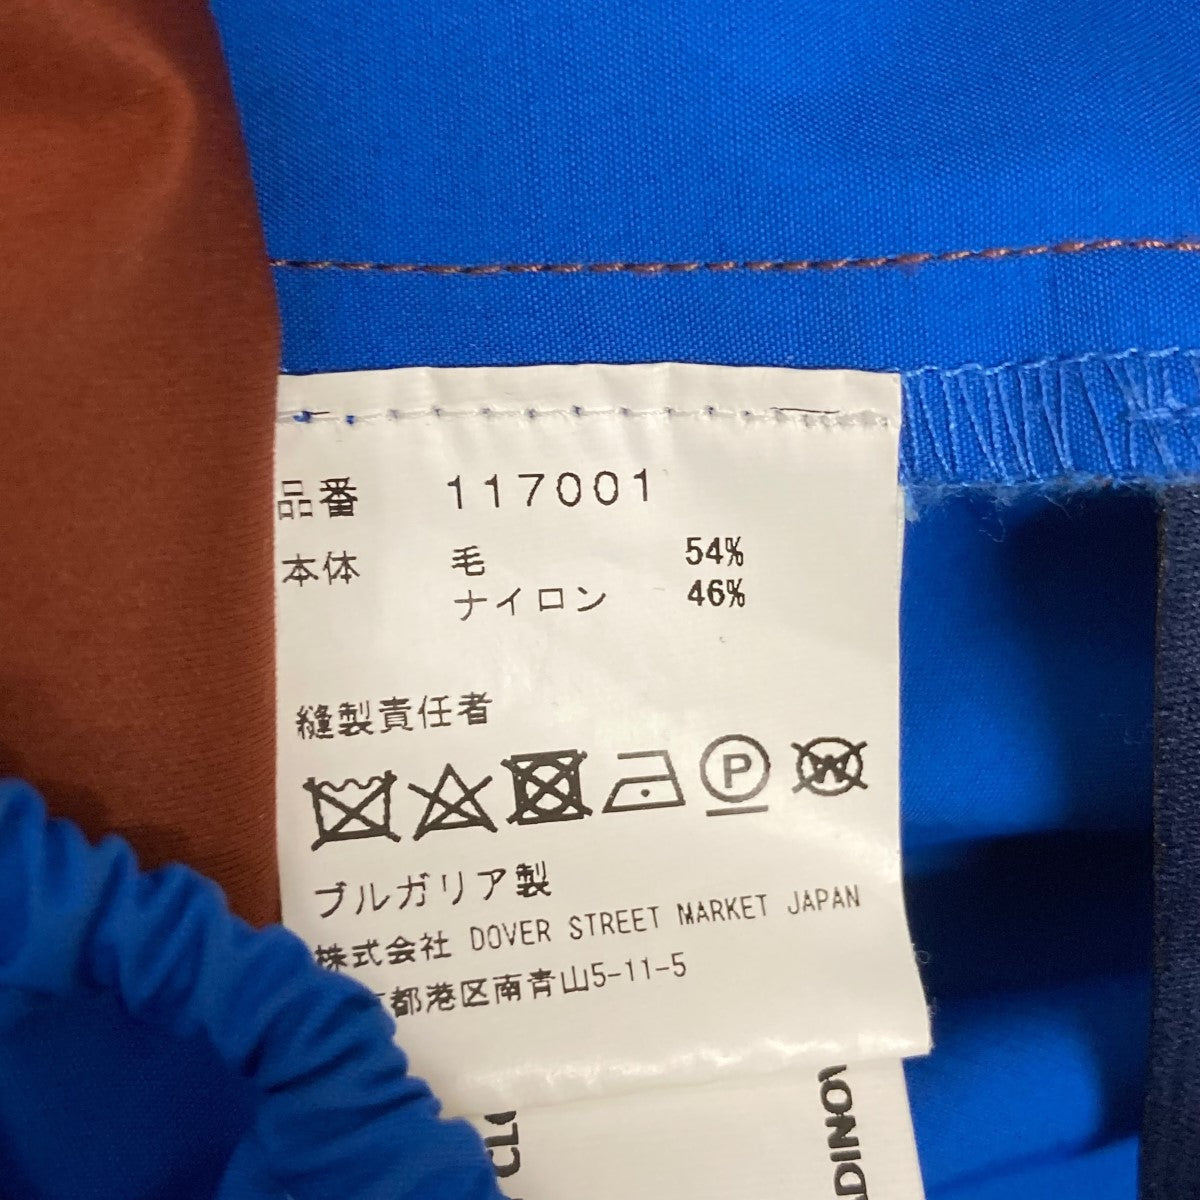 品番 117001
本体 毛 54%
ナイロン 46%
縫製責任者
P W
ブルガリア製
株式会社 DOVER STREET MARKET JAPAN
都港区南青山5-11-5